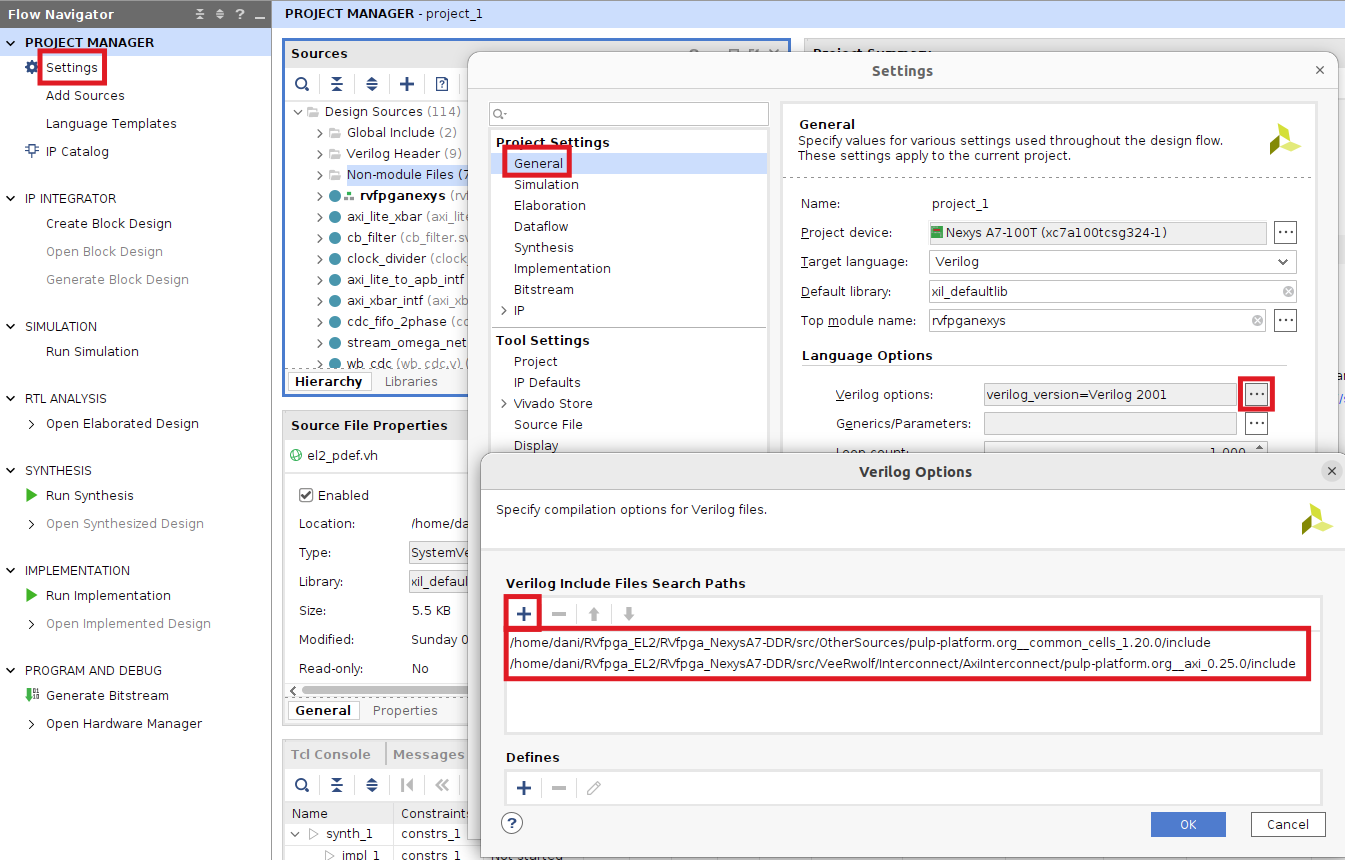 Flow Navigator
PROJECT MANAGER
Settings
Add Sources
Language Templates
IP Catalog
IP INTEGRATOR
Create Block Design
Open Block Design
Generate Block Design
SIMULATION
Run Simulation
RTL ANALYSIS
Open Elaborated Design
SYNTHESIS
Run Synthesis
Open Synthesized Design
IMPLEMENTATION
Run Implementation
Open Implemented Design
PROGRAM AND DEBUG
Generate Bitstream
Open Hardware Manager
PROJECT MANAGER - project_1
Sources
Design Sources (114)
Global Include (2)
Verilog Header (9)
Non-module Files (7
rvfpganexys (rvf
axi_lite_xbar (axi_lite
cb_filter (cb_filter.sv
clock_divider (clock_
axi_lite_to_apb_intf
axi_xbar_intf (axi_xb
cdc_fifo_2phase (cd
stream_omega_net
wb_cdc (wb_cdc.v) (
Hierarchy
Libraries
Source File Properties
el2_pdef.vh
Enabled
Location: /home/da
Type: SystemVe
Library: xil_defaul
Size: 5.5 KB
Modified: Sunday 0
Read-only: No
General
Properties
Tcl Console
Messages
Name
Constraint
synth_1
constrs_1
impl_1
constrs_1
Not started
Project Summary
Settings
Project Settings
General
Simulation
Elaboration
Dataflow
Synthesis
Implementation
Bitstream
IP
Tool Settings
Project
IP Defaults
Vivado Store
Source File
Display
General
Specify values for various settings used throughout the design flow.
These settings apply to the current project.
Name: project_1
Project device: Nexys A7-100T (xc7a100tcsg324-1)
Target language: Verilog
Default library: xil_defaultlib
Top module name: rvfpganexys
Language Options
Verilog options: verilog_version=Verilog 2001
Generics/Parameters:
Loop count: 1,000
Verilog Options
Specify compilation options for Verilog files.
Verilog Include Files Search Paths
/home/dani/RVfpga_EL2/RVfpga_NexysA7-DDR/src/OtherSources/pulp-platform.org__common_cells_1.20.0/include
/home/dani/RVfpga_EL2/RVfpga_NexysA7-DDR/src/VeeRwolf/Interconnect/AxiInterconnect/pulp-platform.org__axi_0.25.0/include
Defines
OK
Cancel